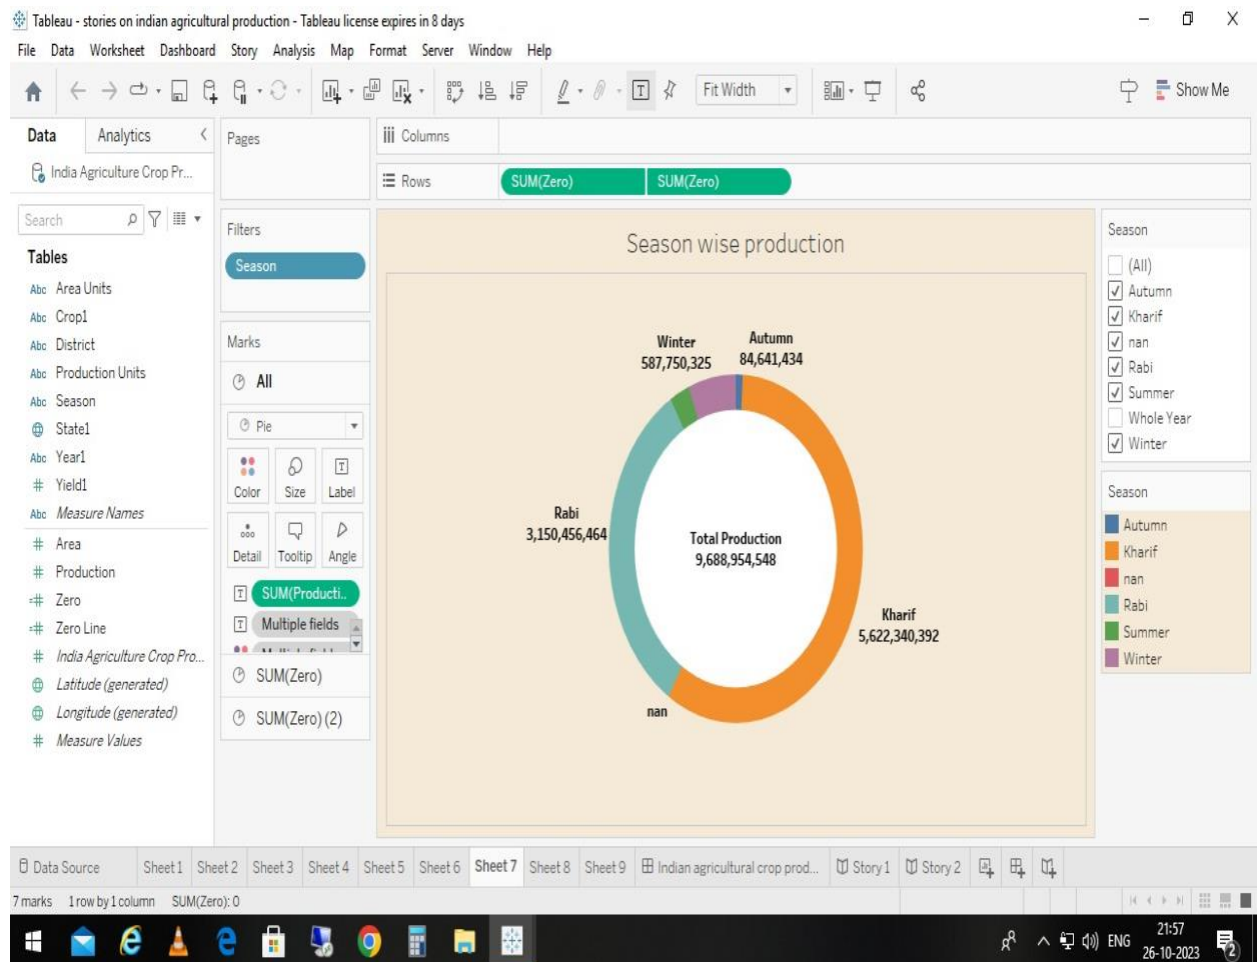 Tableau - stories on indian agricultural production - Tableau license expires in 8 days
File Data Worksheet Dashboard Story Analysis Map Format Server Window Help
Fit Width
Show Me
Data Analytics
India Agriculture Crop Pr...
Search
Tables
Abc Area Units
Abc Crop1
Abc District
Abc Production Units
Abc Season
State1
Abc Year1
# Yield1
Abc Measure Names
# Area
# Production
=# Zero
=# Zero Line
# India Agriculture Crop Pro...
Latitude (generated)
Longitude (generated)
# Measure Values
Pages
Filters
Season
Marks
All
Pie
Color Size Label
Detail Tooltip Angle
SUM(Producti..
Multiple fields
SUM(Zero)
SUM(Zero) (2)
iii Columns
Rows
SUM(Zero) SUM(Zero)
Season wise production
Winter
587,750,325
Autumn
84,641,434
Rabi
3,150,456,464
Total Production
9,688,954,548
Kharif
5,622,340,392
nan
Season
(All)
Autumn
Kharif
nan
Rabi
Summer
Whole Year
Winter
Season
Autumn
Kharif
nan
Rabi
Summer
Winter
Data Source Sheet 1 Sheet 2 Sheet 3 Sheet 4 Sheet 5 Sheet 6 Sheet 7 Sheet 8 Sheet 9 Indian agricultural crop prod... Story 1 Story 2
7 marks 1 row by 1 column SUM(Zero): 0
ENG
21:57
26-10-2023
2